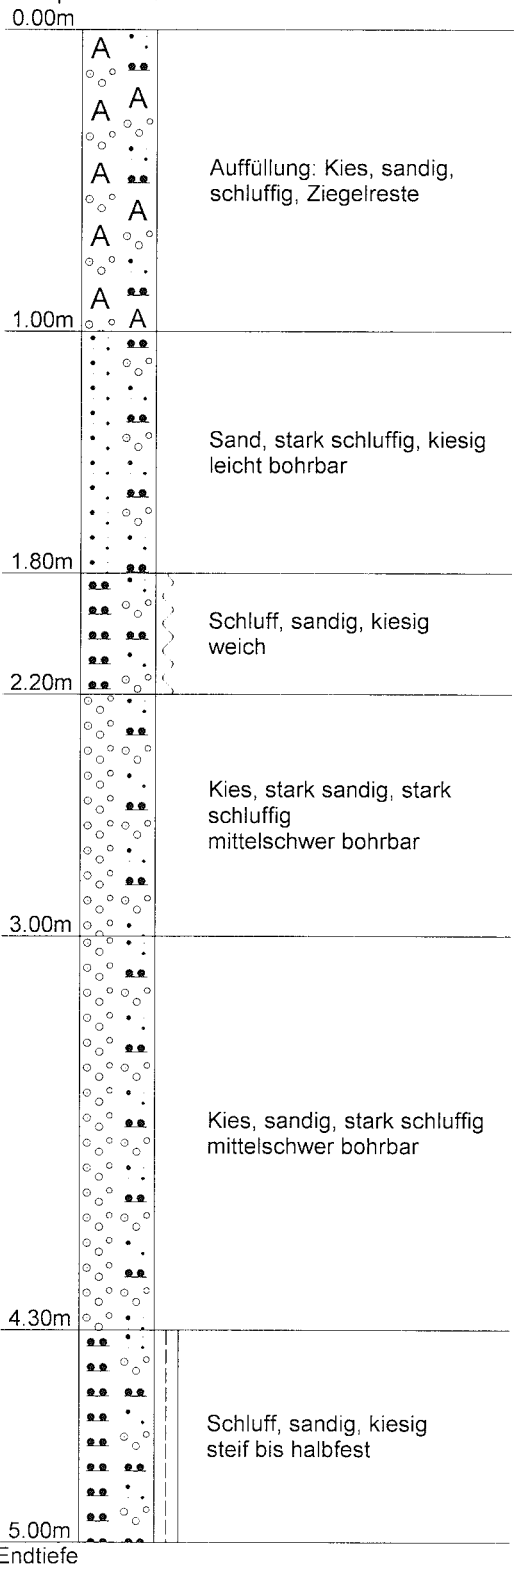 0.00m
A
A
A
A
A
A
A
A
Auffüllung: Kies, sandig,
schluffig, Ziegelreste
1.00m
Sand, stark schluffig, kiesig
leicht bohrbar
1.80m
Schluff, sandig, kiesig
weich
2.20m
Kies, stark sandig, stark
schluffig
mittelschwer bohrbar
3.00m
Kies, sandig, stark schluffig
mittelschwer bohrbar
4.30m
Schluff, sandig, kiesig
steif bis halbfest
5.00m
Endtiefe